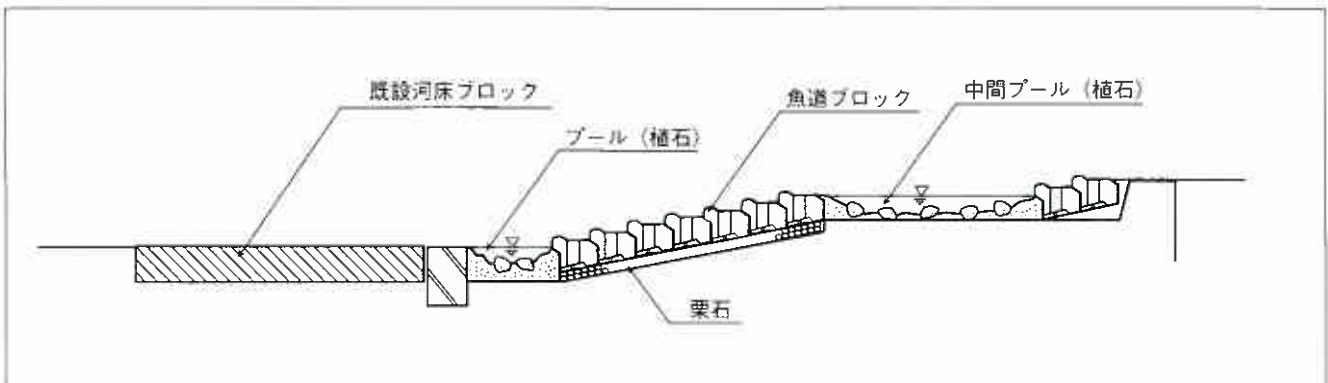 既設河床ブロック
プール (植石)
魚道ブロック
中間プール (植石)
栗石